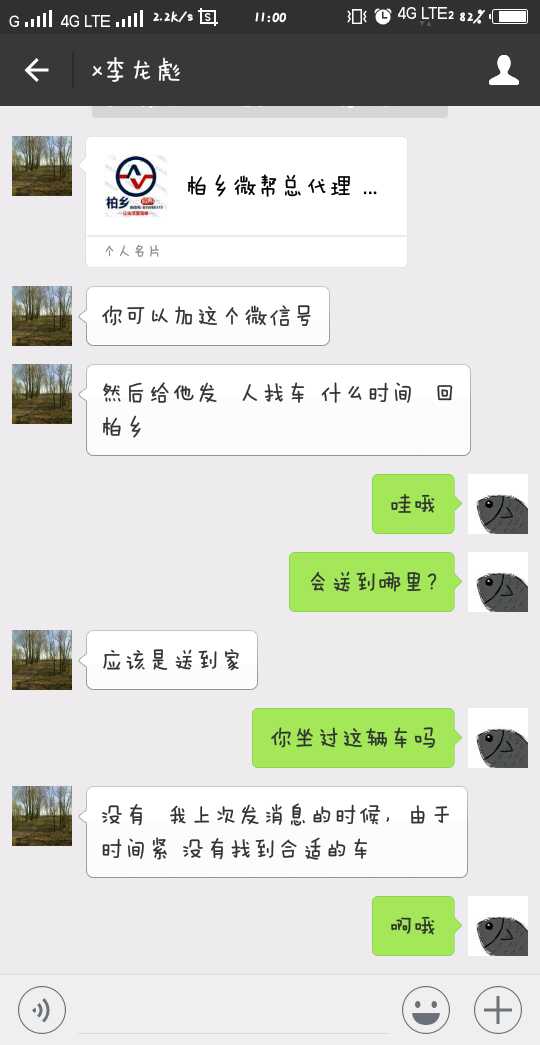 G 4G LTE 2.2k/s S 11:00 4G LTE2 82%
×李龙彪
柏乡
柏乡微帮总代理 ...
个人名片
你可以加这个微信号
然后给他发 人找车 什么时间 回
柏乡
哇哦
会送到哪里?
应该是送到家
你坐过这辆车吗
没有 我上次发消息的时候,由于
时间紧 没有找到合适的车
啊哦